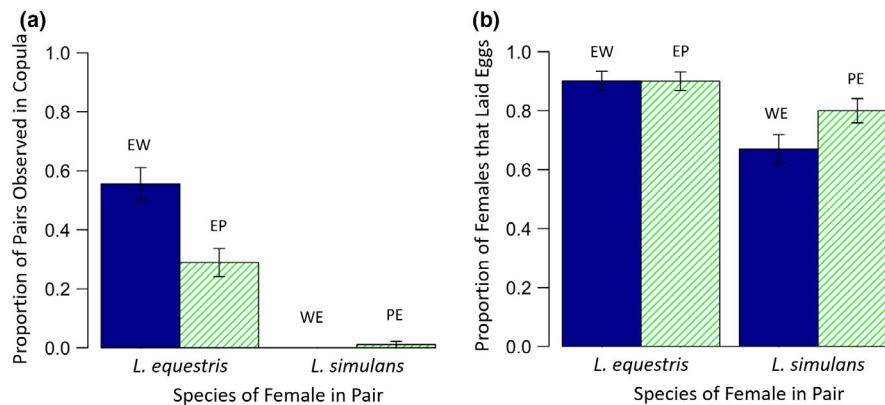 (a)
Proportion of Pairs Observed in Copula
1.0
0.8
0.6
0.4
0.2
0.0
EW
EP
WE
PE
L. equestris
L. simulans
Species of Female in Pair
(b)
Proportion of Females that Laid Eggs
1.0
0.8
0.6
0.4
0.2
0.0
EW
EP
WE
PE
L. equestris
L. simulans
Species of Female in Pair